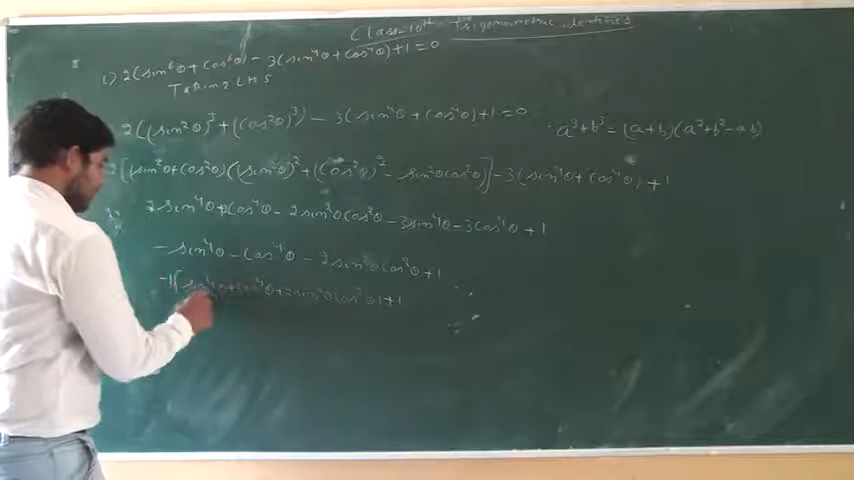 Class-10th Trigonometric identities
i) 2(sin⁶θ+cos⁶θ) - 3(sin⁴θ+cos⁴θ)+1=0
Taking LHS
2((sin²θ)³+(cos²θ)³) - 3(sin⁴θ+cos⁴θ)+1=0
a³+b³=(a+b)(a²+b²-ab)
2[(sin²θ+cos²θ)((sin²θ)²+(cos²θ)²-sin²θcos²θ)]-3(sin⁴θ+cos⁴θ)+1
2sin⁴θ+2cos⁴θ-2sin²θcos²θ-3sin⁴θ-3cos⁴θ+1
-sin⁴θ-cos⁴θ-2sin²θcos²θ+1
-1(sin⁴θ+cos⁴θ+2sin²θcos²θ)+1